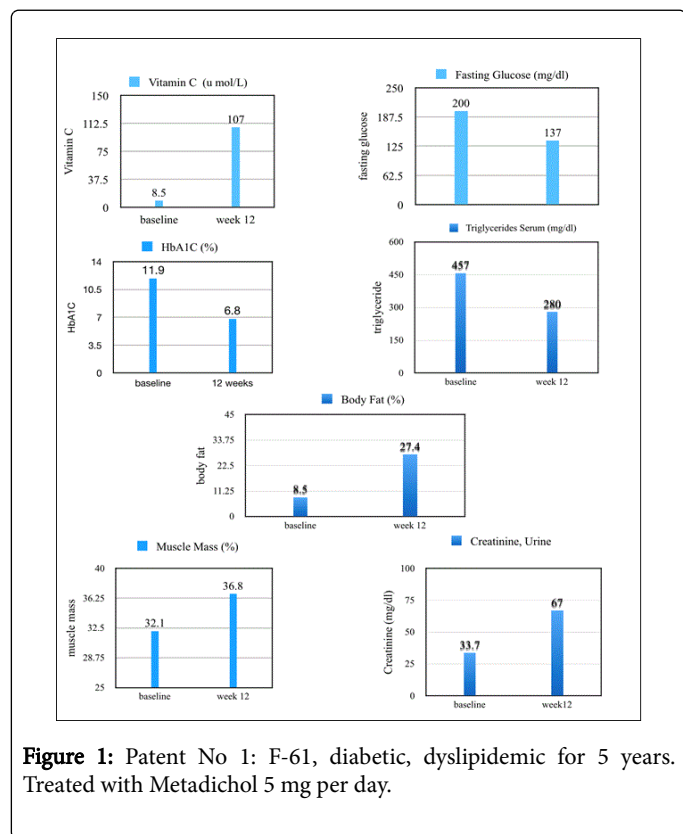 Vitamin C (u mol/L)
150
112.5
75
37.5
0
Vitamin C
8.5
107
baseline
week 12
Fasting Glucose (mg/dl)
250
187.5
125
62.5
0
fasting glucose
200
137
baseline
week 12
HbA1C (%)
14
10.5
7
3.5
0
HbA1C
11.9
6.8
baseline
12 weeks
Triglycerides Serum (mg/dl)
600
450
300
150
0
triglyceride
457
280
baseline
week 12
Body Fat (%)
45
33.75
22.5
11.25
0
body fat
8.5
27.4
baseline
week 12
Muscle Mass (%)
40
36.25
32.5
28.75
25
muscle mass
32.1
36.8
baseline
week 12
Creatinine, Urine
100
75
50
25
0
Creatinine (mg/dl)
33.7
67
baseline
week12
Figure 1: Patent No 1: F-61, diabetic, dyslipidemic for 5 years.
Treated with Metadichol 5 mg per day.